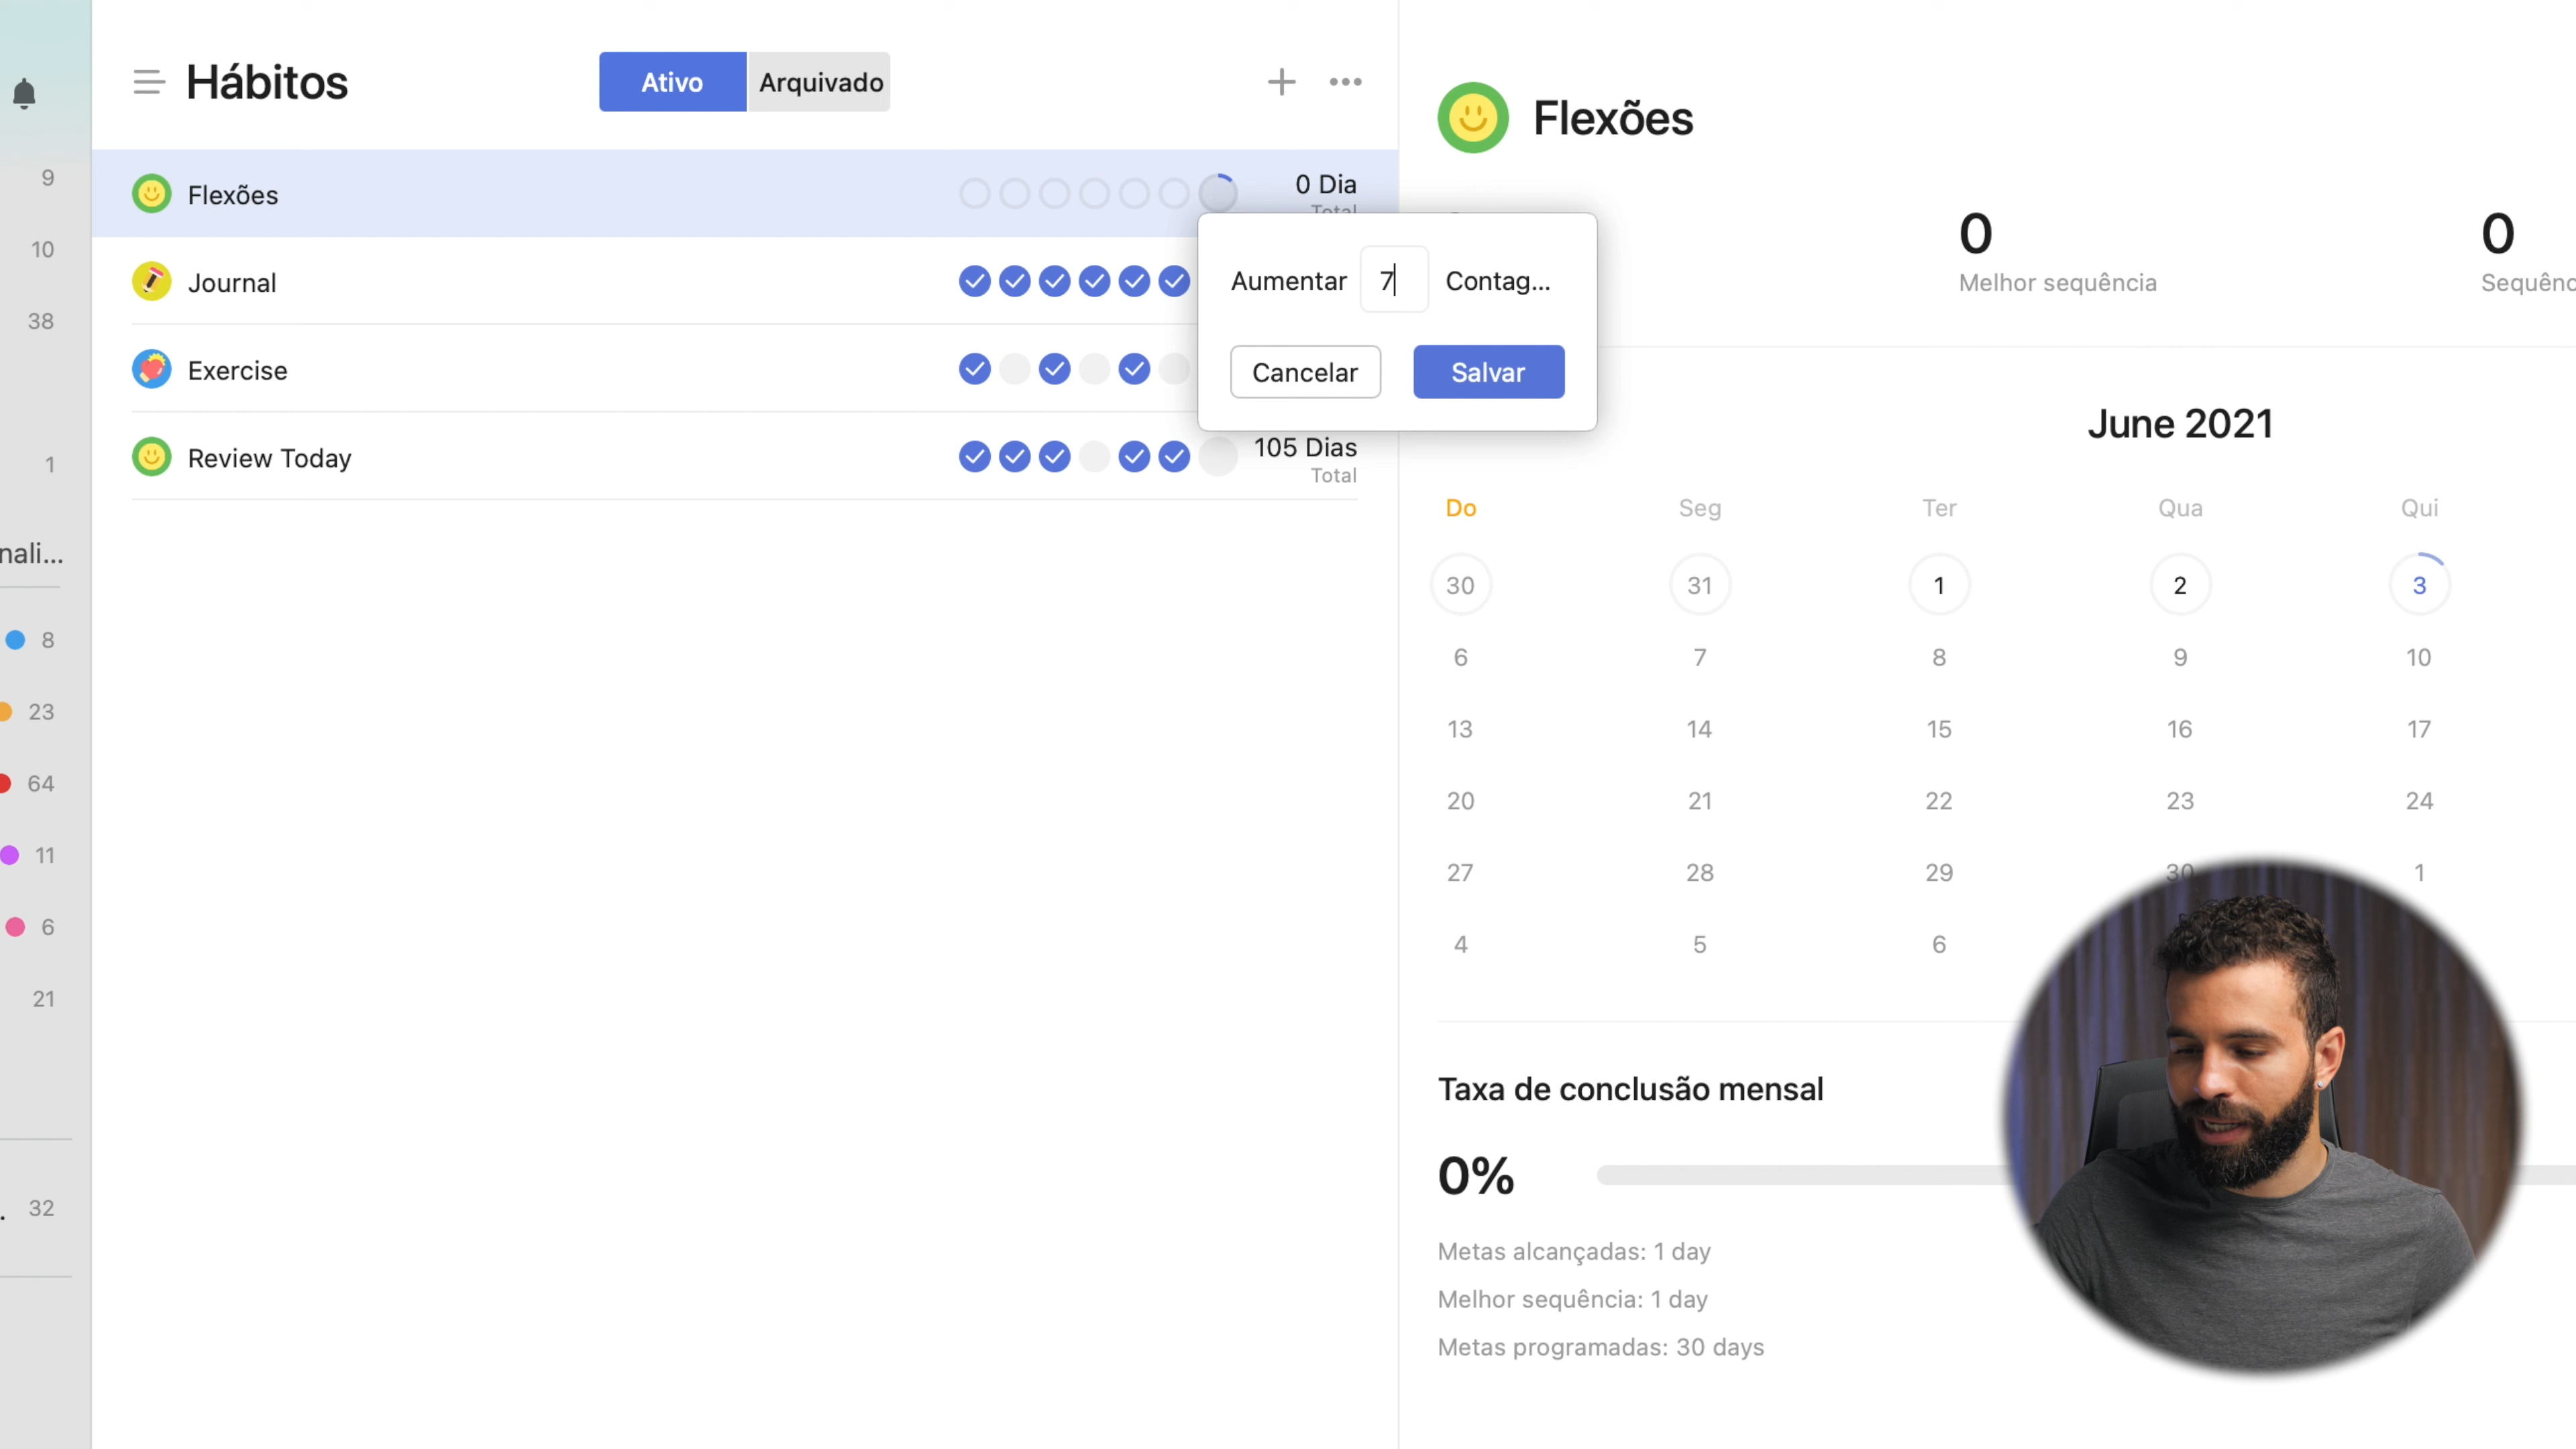 Hábitos
Ativo
Arquivado
9
10
38
1
nali...
8
23
64
11
6
21
32
Flexões
0 Dia
Total
Journal
Exercise
Review Today
105 Dias
Total
Aumentar 7 Contag...
Cancelar
Salvar
Flexões
0
Melhor sequência
0
Sequênc
June 2021
Do Seg Ter Qua Qui
30 31 1 2 3
6 7 8 9 10
13 14 15 16 17
20 21 22 23 24
27 28 29 30 1
4 5 6
Taxa de conclusão mensal
0%
Metas alcançadas: 1 day
Melhor sequência: 1 day
Metas programadas: 30 days